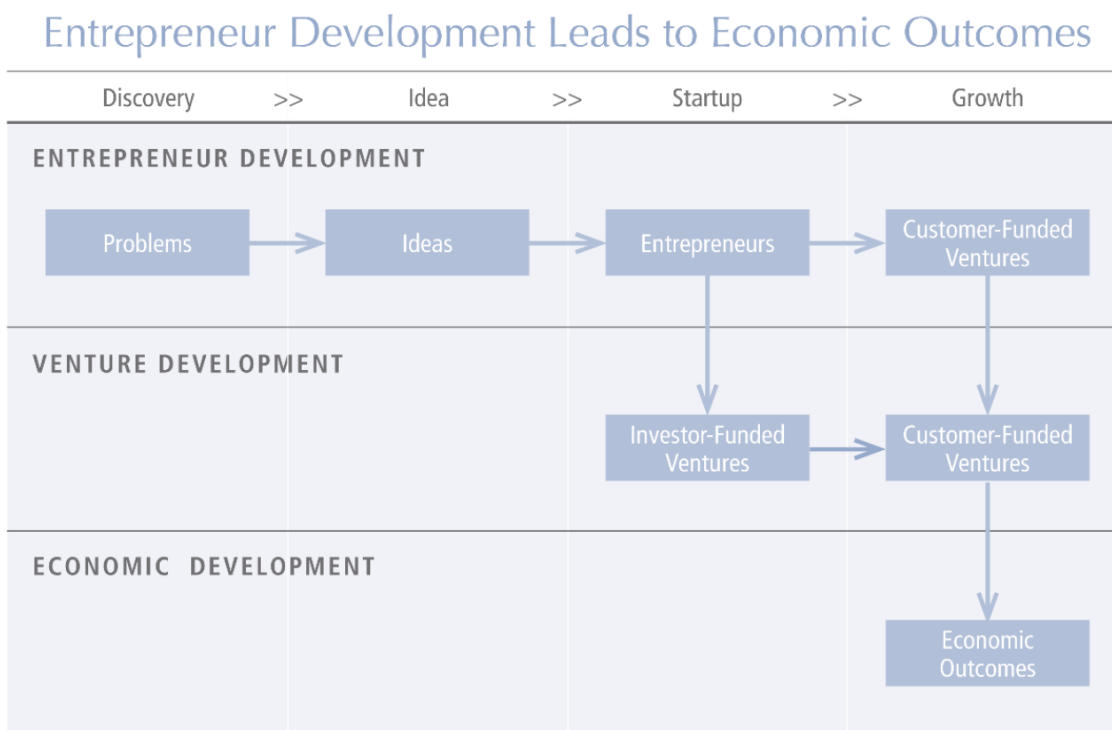 Entrepreneur Development Leads to Economic Outcomes
Discovery >> Idea >> Startup >> Growth
ENTREPRENEUR DEVELOPMENT
Problems
Ideas
Entrepreneurs
Customer-Funded
Ventures
VENTURE DEVELOPMENT
Investor-Funded
Ventures
Customer-Funded
Ventures
ECONOMIC DEVELOPMENT
Economic
Outcomes